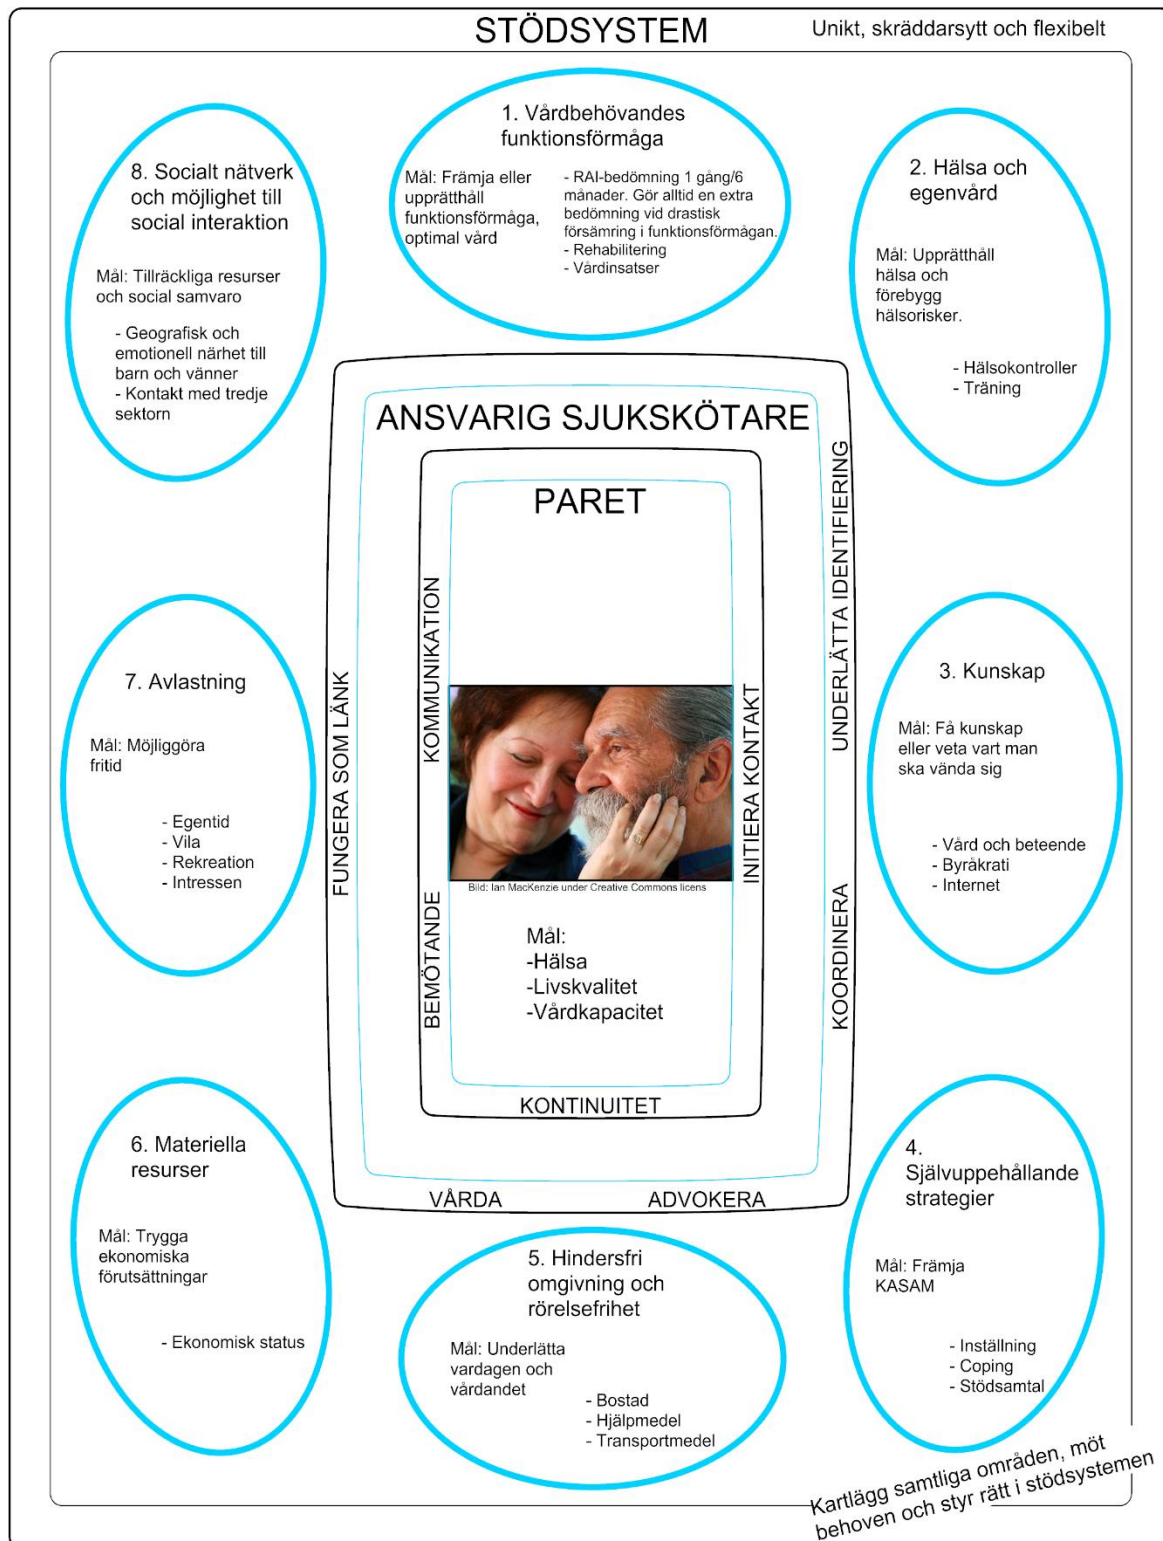 STÖDSYSTEM
Unikt, skräddarsytt och flexibelt
1. Vårdbehövandes
funktionsförmåga
Mål: Främja eller
upprätthåll
funktionsförmåga,
optimal vård
- RAI-bedömning 1 gång/6
månader. Gör alltid en extra
bedömning vid drastisk
försämring i funktionsförmågan.
- Rehabilitering
- Vårdinsatser
2. Hälsa och
egenvård
Mål: Upprätthåll
hälsa och
förebygg
hälsorisker.
- Hälsokontroller
- Träning
3. Kunskap
Mål: Få kunskap
eller veta vart man
ska vända sig
- Vård och beteende
- Byråkrati
- Internet
4.
Självuppehållande
strategier
Mål: Främja
KASAM
- Inställning
- Coping
- Stödsamtal
5. Hindersfri
omgivning och
rörelsefrihet
Mål: Underlätta
vardagen och
vårdandet
- Bostad
- Hjälpmedel
- Transportmedel
6. Materiella
resurser
Mål: Trygga
ekonomiska
förutsättningar
- Ekonomisk status
7. Avlastning
Mål: Möjliggöra
fritid
- Egentid
- Vila
- Rekreation
- Intressen
8. Socialt nätverk
och möjlighet till
social interaktion
Mål: Tillräckliga resurser
och social samvaro
- Geografisk och
emotionell närhet till
barn och vänner
- Kontakt med tredje
sektorn
ANSVARIG SJUKSKÖTARE
FUNGERA SOM LÄNK
UNDERLÄTTA IDENTIFIERING
KOORDINERA
VÅRDA
ADVOKERA
PARET
KOMMUNIKATION
BEMÖTANDE
INITIERA KONTAKT
KONTINUITET
Bild: Ian MacKenzie under Creative Commons licens
Mål:
-Hälsa
-Livskvalitet
-Vårdkapacitet
Kartlägg samtliga områden, möt
behoven och styr rätt i stödsystemen